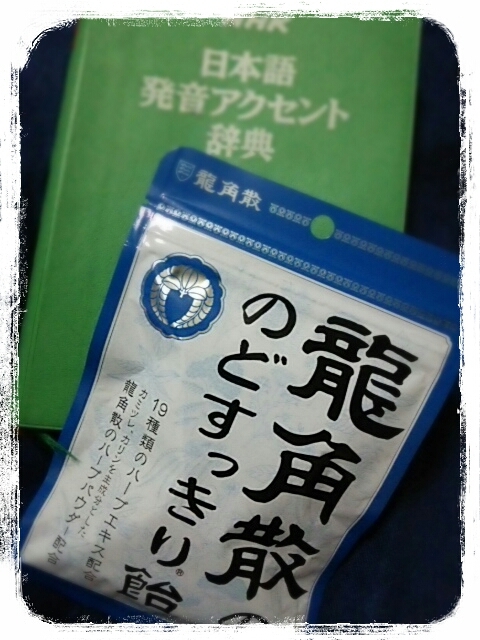 NHK
日本語
発音アクセント
辞典
龍角散
龍角散の
のどすっきり®飴
19種類のハーブエキス配合
カミツレ・カリンを主成分とした
龍角散のハーブパウダー配合